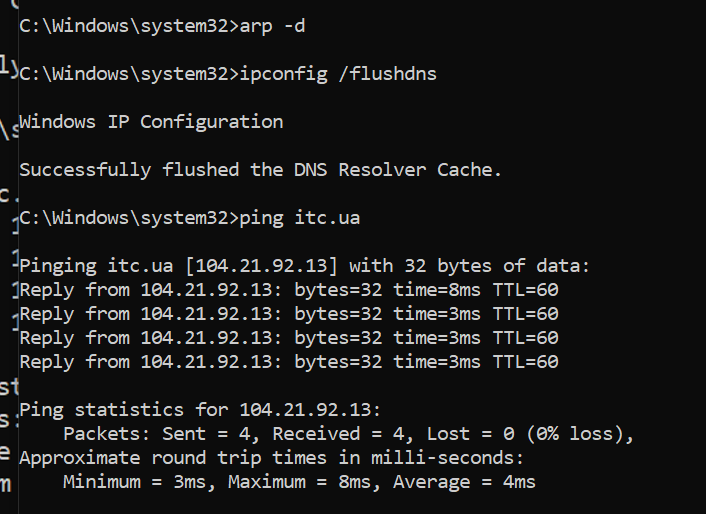 C:\Windows\system32>arp -d
C:\Windows\system32>ipconfig /flushdns
Windows IP Configuration
Successfully flushed the DNS Resolver Cache.
C:\Windows\system32>ping itc.ua
Pinging itc.ua [104.21.92.13] with 32 bytes of data:
Reply from 104.21.92.13: bytes=32 time=8ms TTL=60
Reply from 104.21.92.13: bytes=32 time=3ms TTL=60
Reply from 104.21.92.13: bytes=32 time=3ms TTL=60
Reply from 104.21.92.13: bytes=32 time=3ms TTL=60
Ping statistics for 104.21.92.13:
    Packets: Sent = 4, Received = 4, Lost = 0 (0% loss),
Approximate round trip times in milli-seconds:
    Minimum = 3ms, Maximum = 8ms, Average = 4ms